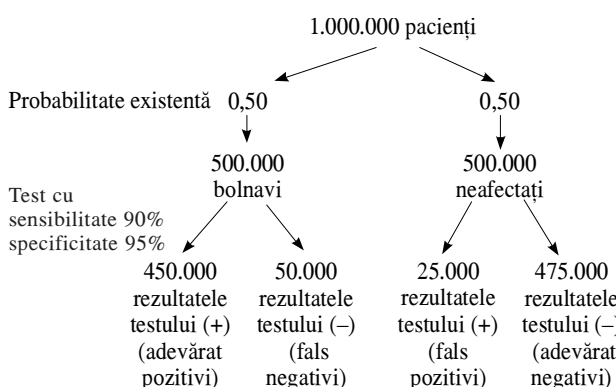 1.000.000 pacienți
Probabilitate existentă 0,50 0,50
500.000 500.000
bolnavi neafectați
Test cu
sensibilitate 90%
specificitate 95%
450.000 50.000 25.000 475.000
rezultatele rezultatele rezultatele rezultatele
testului (+) testului (–) testului (+) testului (–)
(adevărat (fals (fals (adevărat
pozitivi) negativi) pozitivi) negativi)